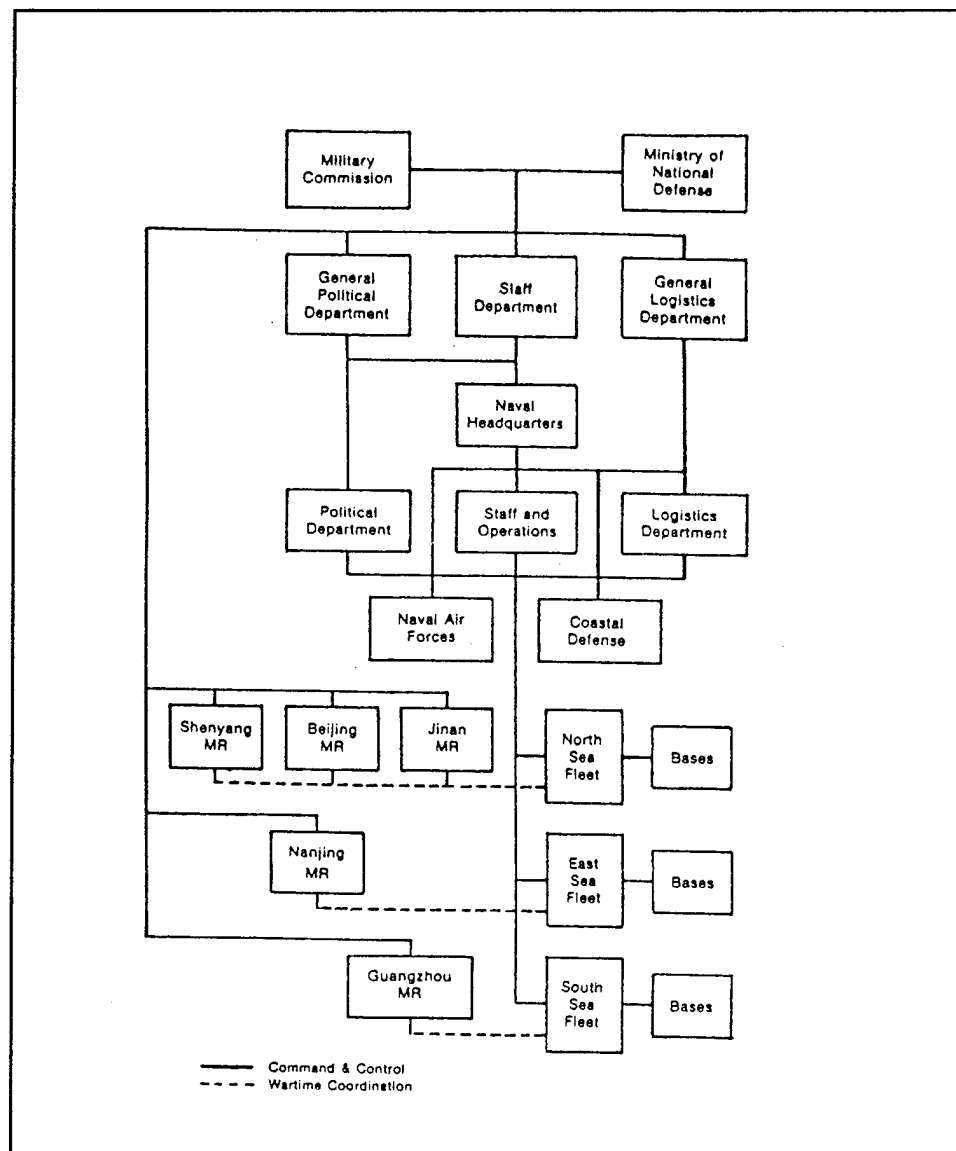 Military
Commission
Ministry of
National
Defense
General
Political
Department
Staff
Department
General
Logistics
Department
Naval
Headquarters
Political
Department
Staff and
Operations
Logistics
Department
Naval Air
Forces
Coastal
Defense
Shenyang
MR
Beijing
MR
Jinan
MR
North
Sea
Fleet
Bases
Nanjing
MR
East
Sea
Fleet
Bases
Guangzhou
MR
South
Sea
Fleet
Bases
Command & Control
Wartime Coordination